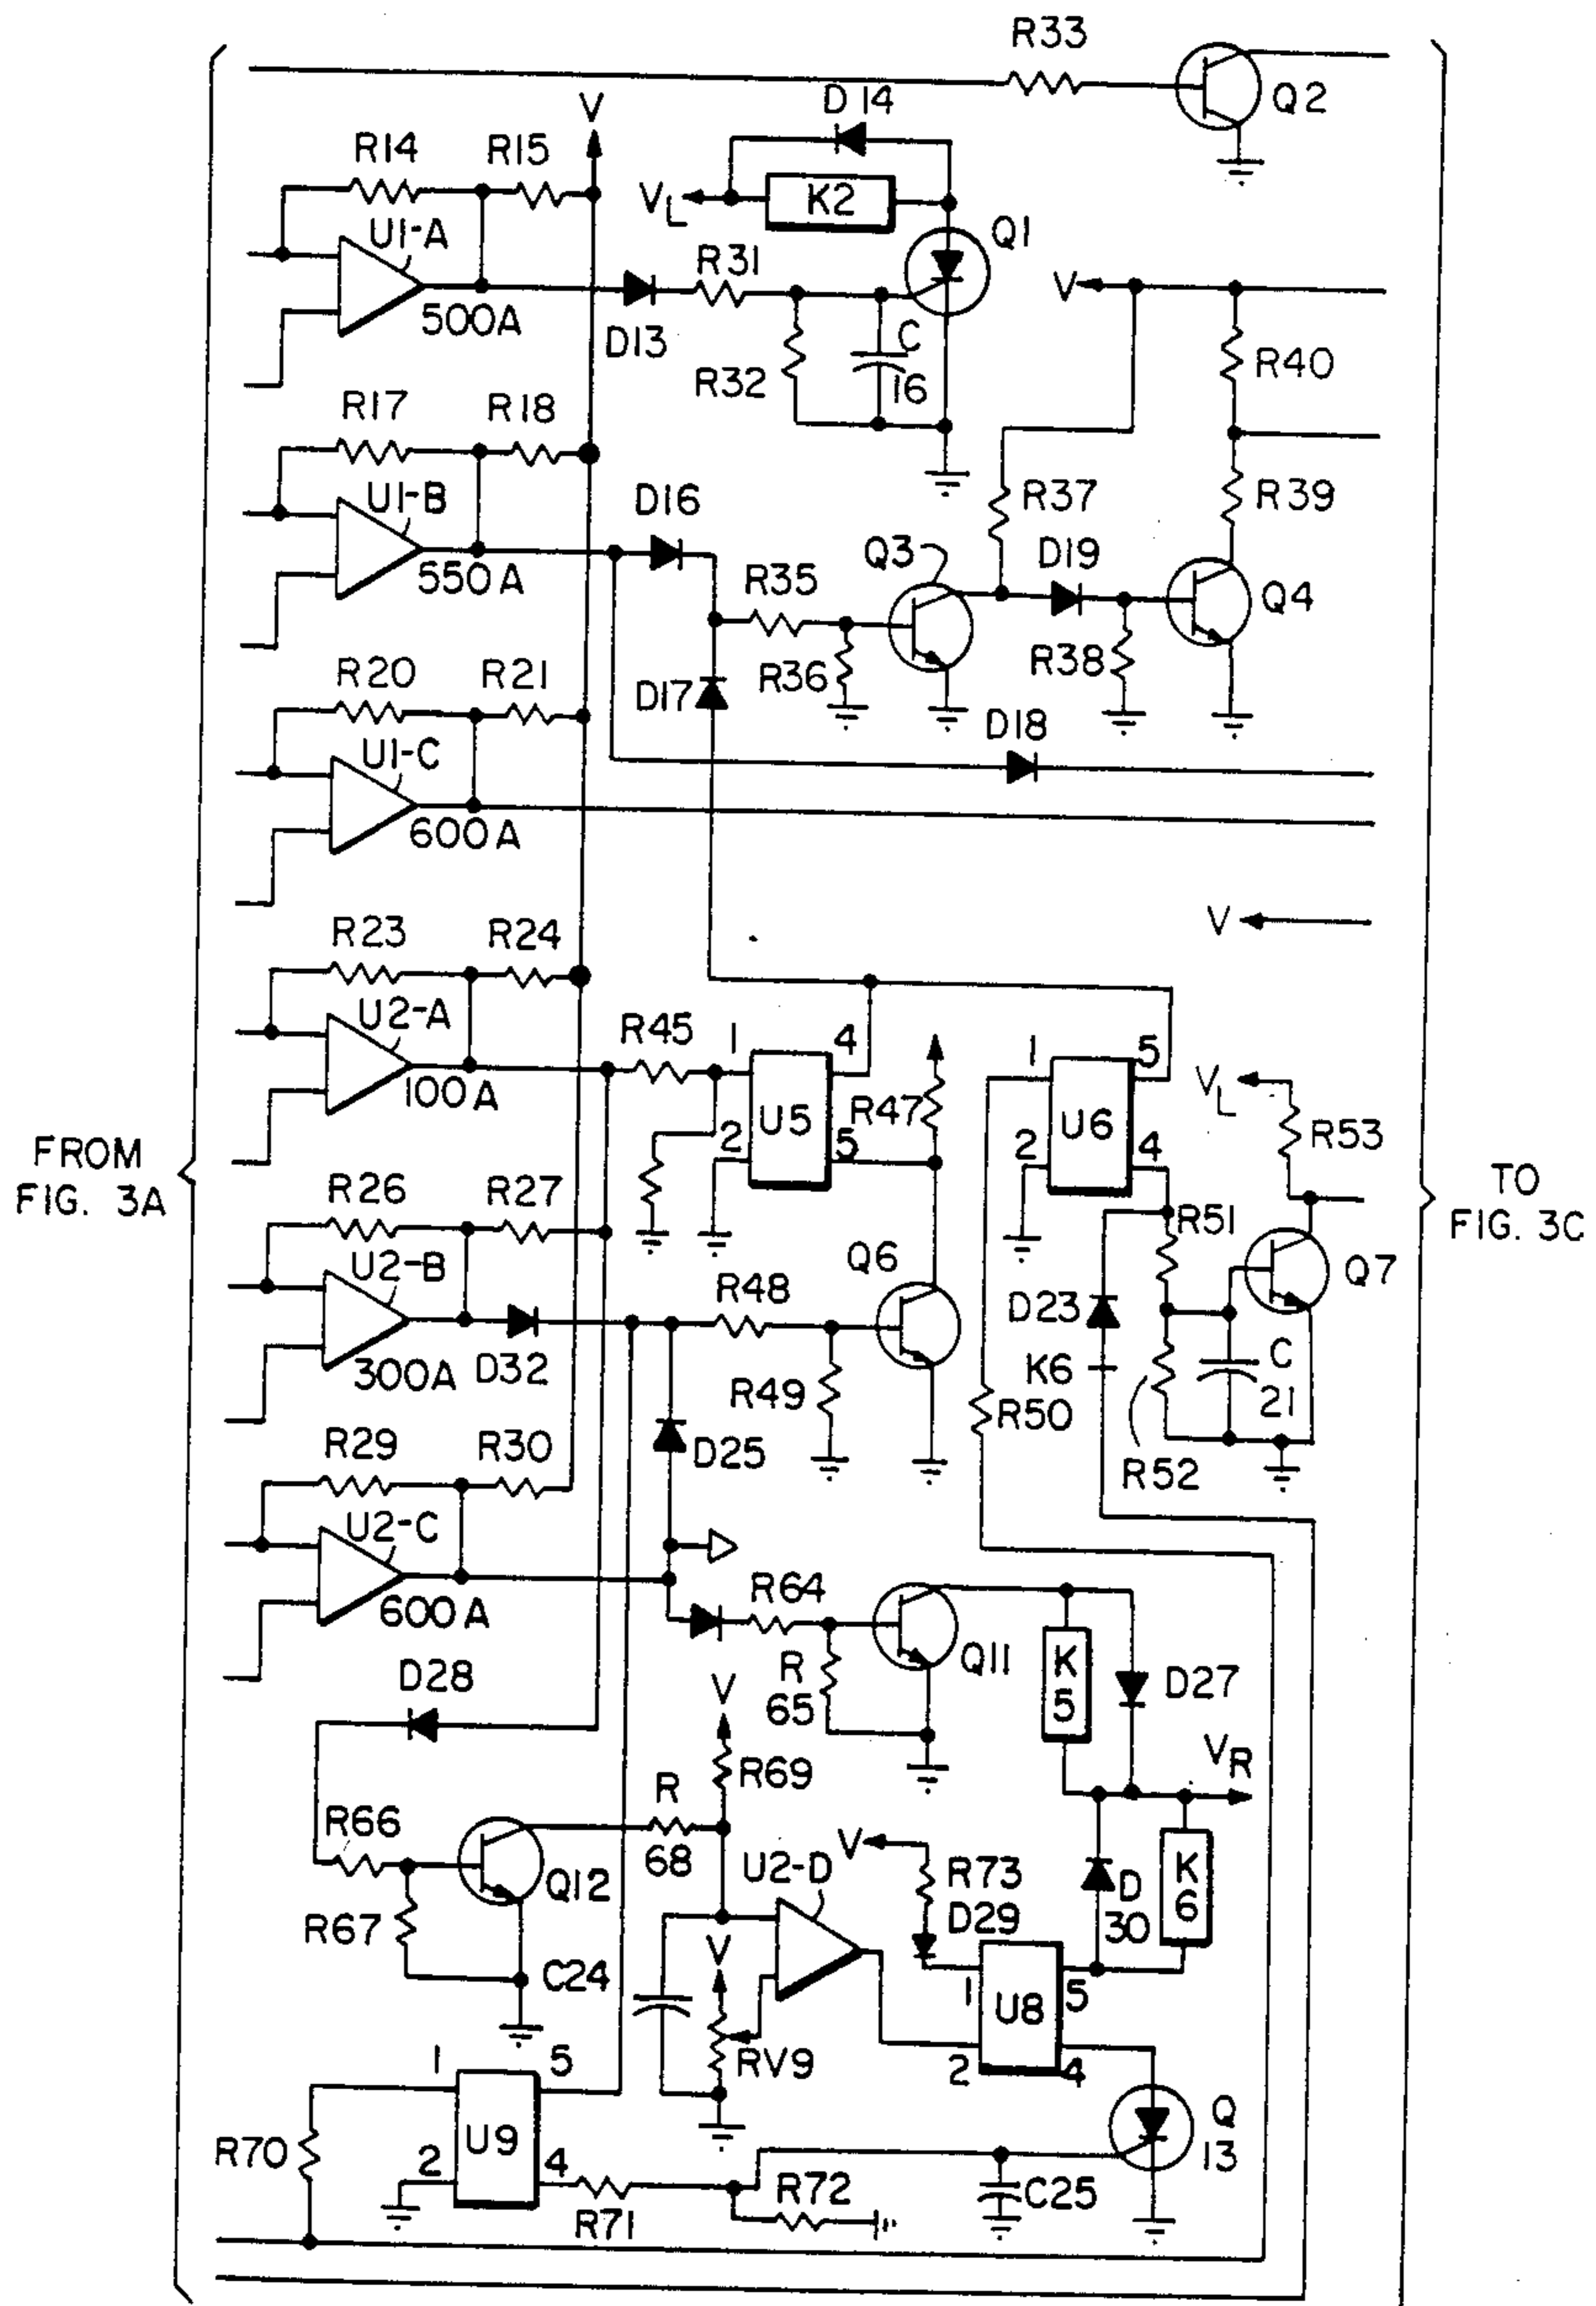 R33
Q2
D14
V
R14
R15
VL
K2
Q1
U1-A
R31
V
500A
D13
C
16
R32
R40
R17
R18
U1-B
D16
R37
R39
Q3
D19
550A
R35
Q4
R20
R21
D17
R36
R38
U1-C
D18
600A
V
R23
R24
U2-A
R45
1
4
1
5
VL
100A
U5
R47
U6
R53
2
5
2
4
FROM
FIG. 3A
TO
FIG. 3C
R26
R27
R51
U2-B
Q6
Q7
R48
D23
300A
D32
K6
C
21
R49
R50
R29
R30
D25
R52
U2-C
600A
R64
D28
R
65
Q11
K
5
D27
V
VR
R69
R
68
R66
V
U2-D
R73
K
6
Q12
D29
D
30
R67
V
C24
1
U8
5
RV9
2
4
1
5
Q
13
R70
U9
2
4
R72
C25
R71